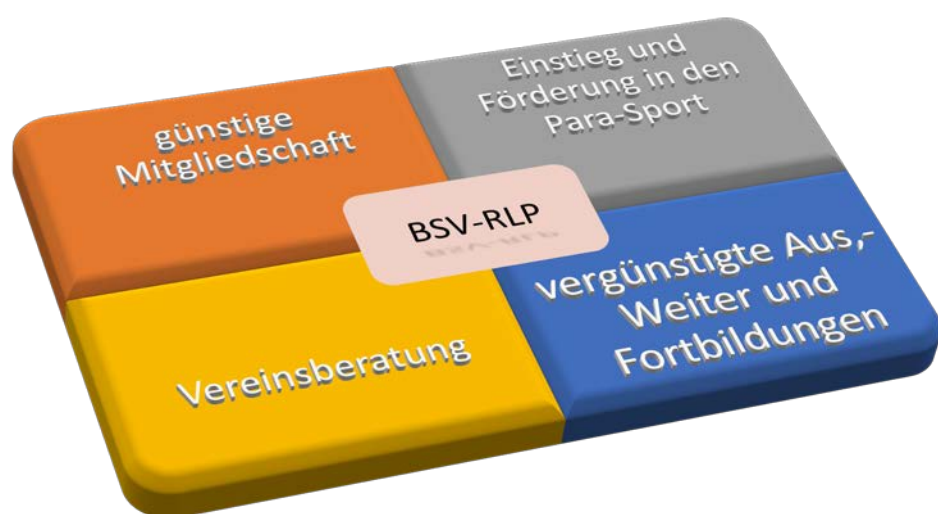 günstige
Mitgliedschaft
Einstieg und
Förderung in den
Para-Sport
BSV-RLP
Vereinsberatung
vergünstigte Aus,-
Weiter und
Fortbildungen